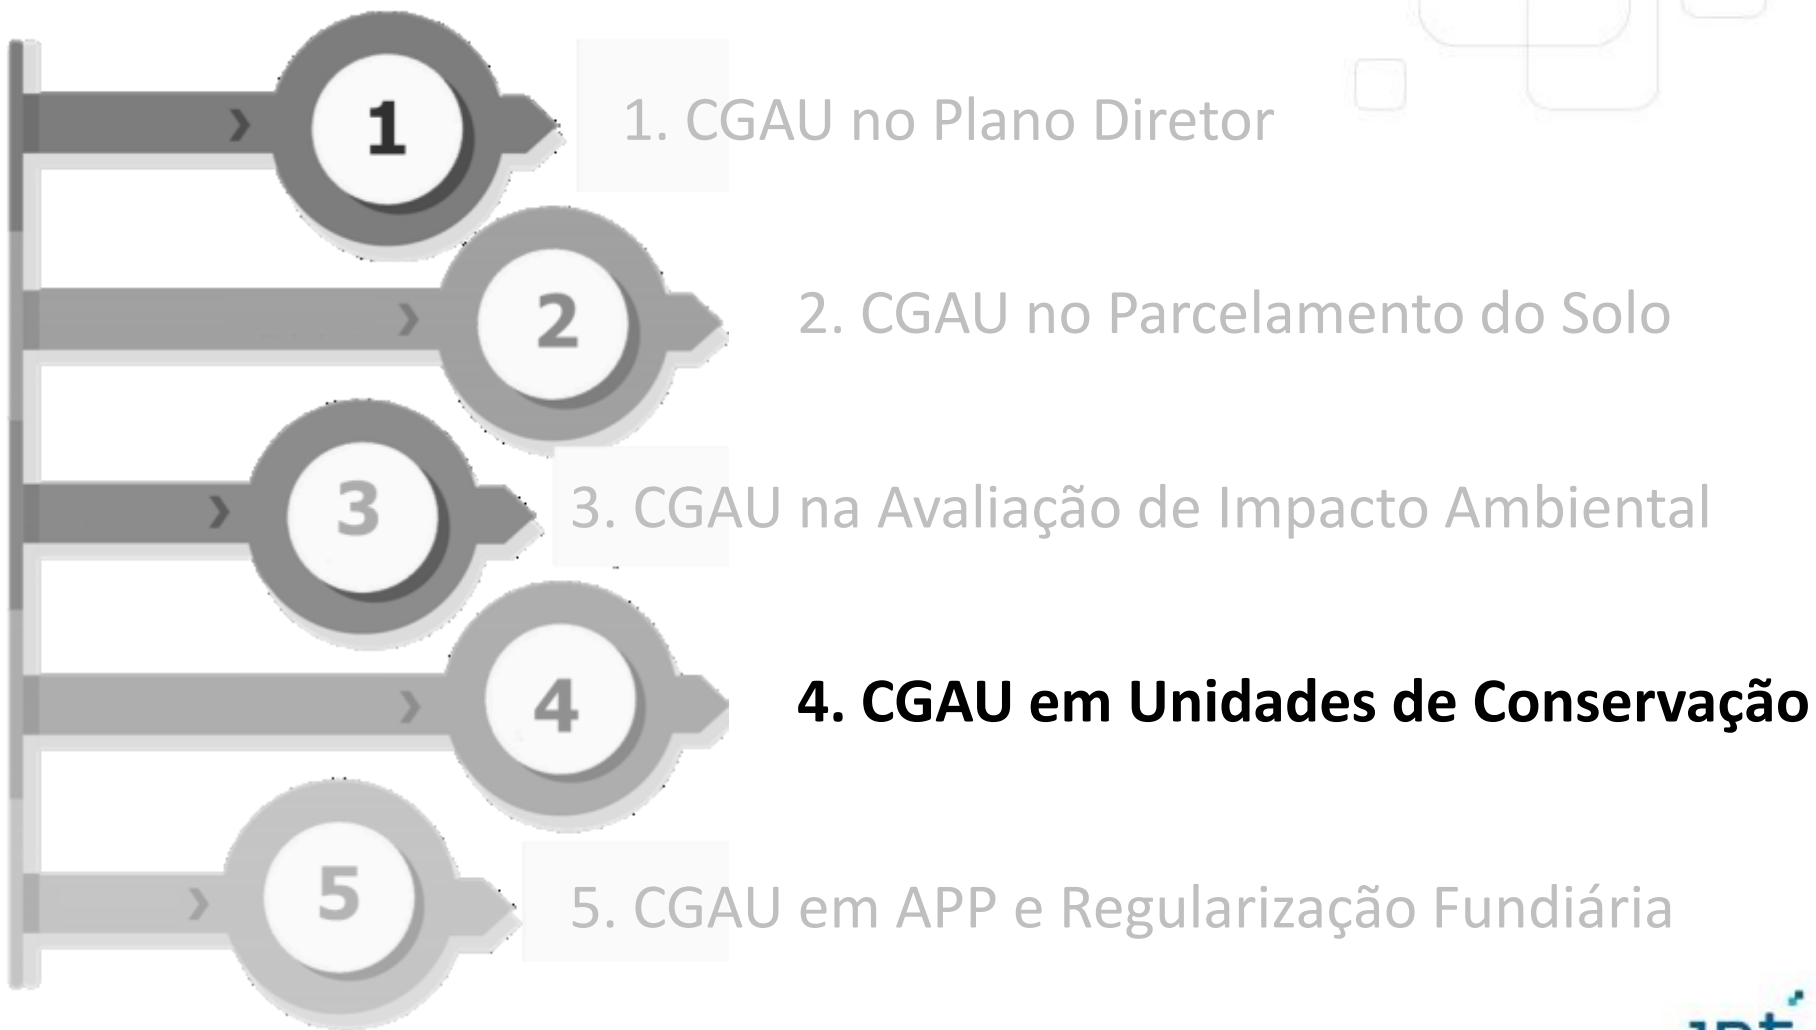 1
1. CGAU no Plano Diretor
2
2. CGAU no Parcelamento do Solo
3
3. CGAU na Avaliação de Impacto Ambiental
4
4. CGAU em Unidades de Conservação
5
5. CGAU em APP e Regularização Fundiária